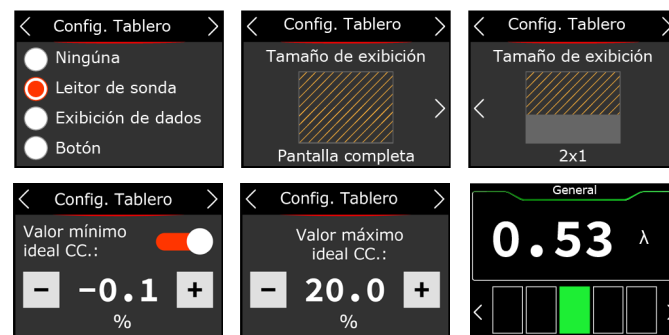 Config. Tablero
Ningúna
Leitor de sonda
Exibición de dados
Botón
Config. Tablero
Tamaño de exibición
Pantalla completa
Config. Tablero
Tamaño de exibición
2x1
Config. Tablero
Valor mínimo
ideal CC.:
− −0.1 +
%
Config. Tablero
Valor máximo
ideal CC.:
− 20.0 +
%
General
0.53 λ